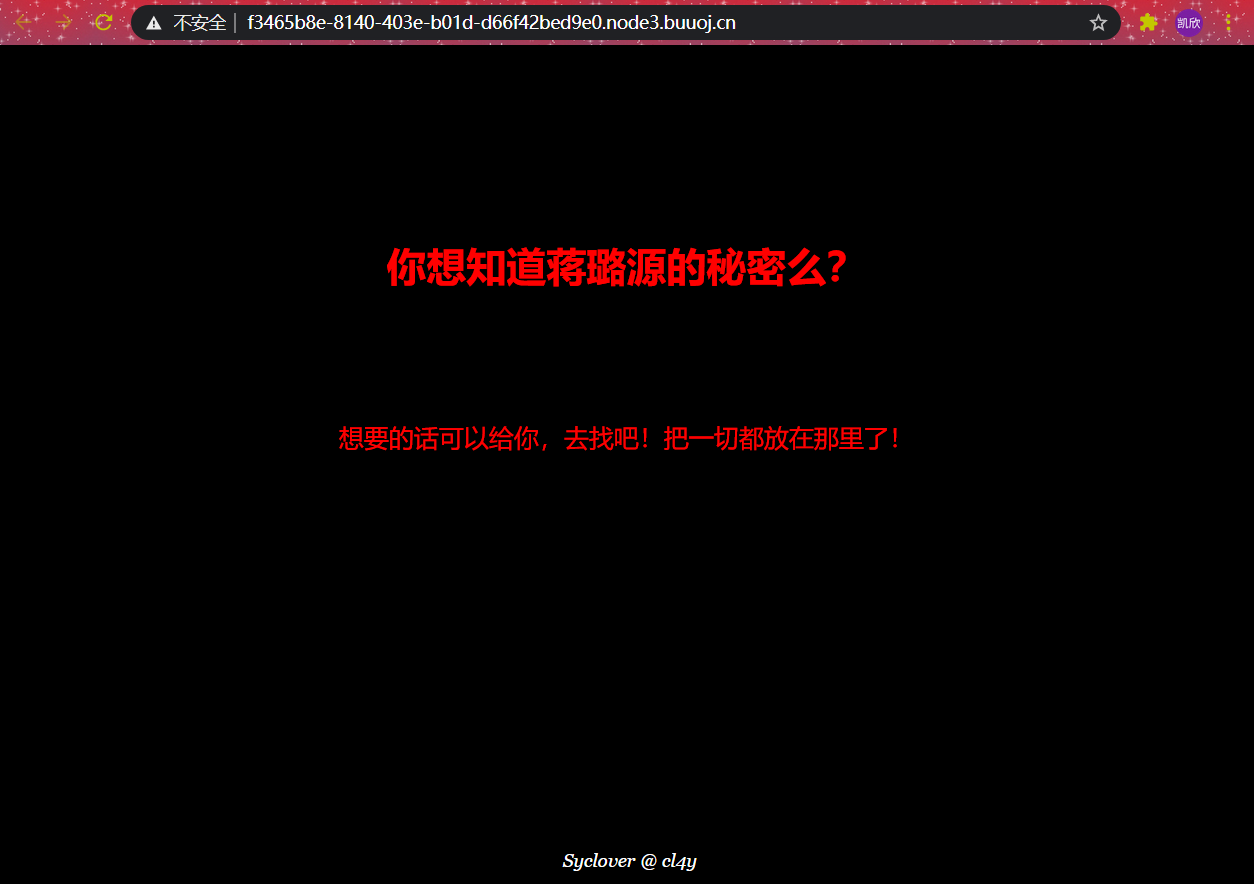 不安全 f3465b8e-8140-403e-b01d-d66f42bed9e0.node3.buuoj.cn 凯欣
你想知道蒋璐源的秘密么？
想要的话可以给你，去找吧！把一切都放在那里了！
Syclover @ cl4y